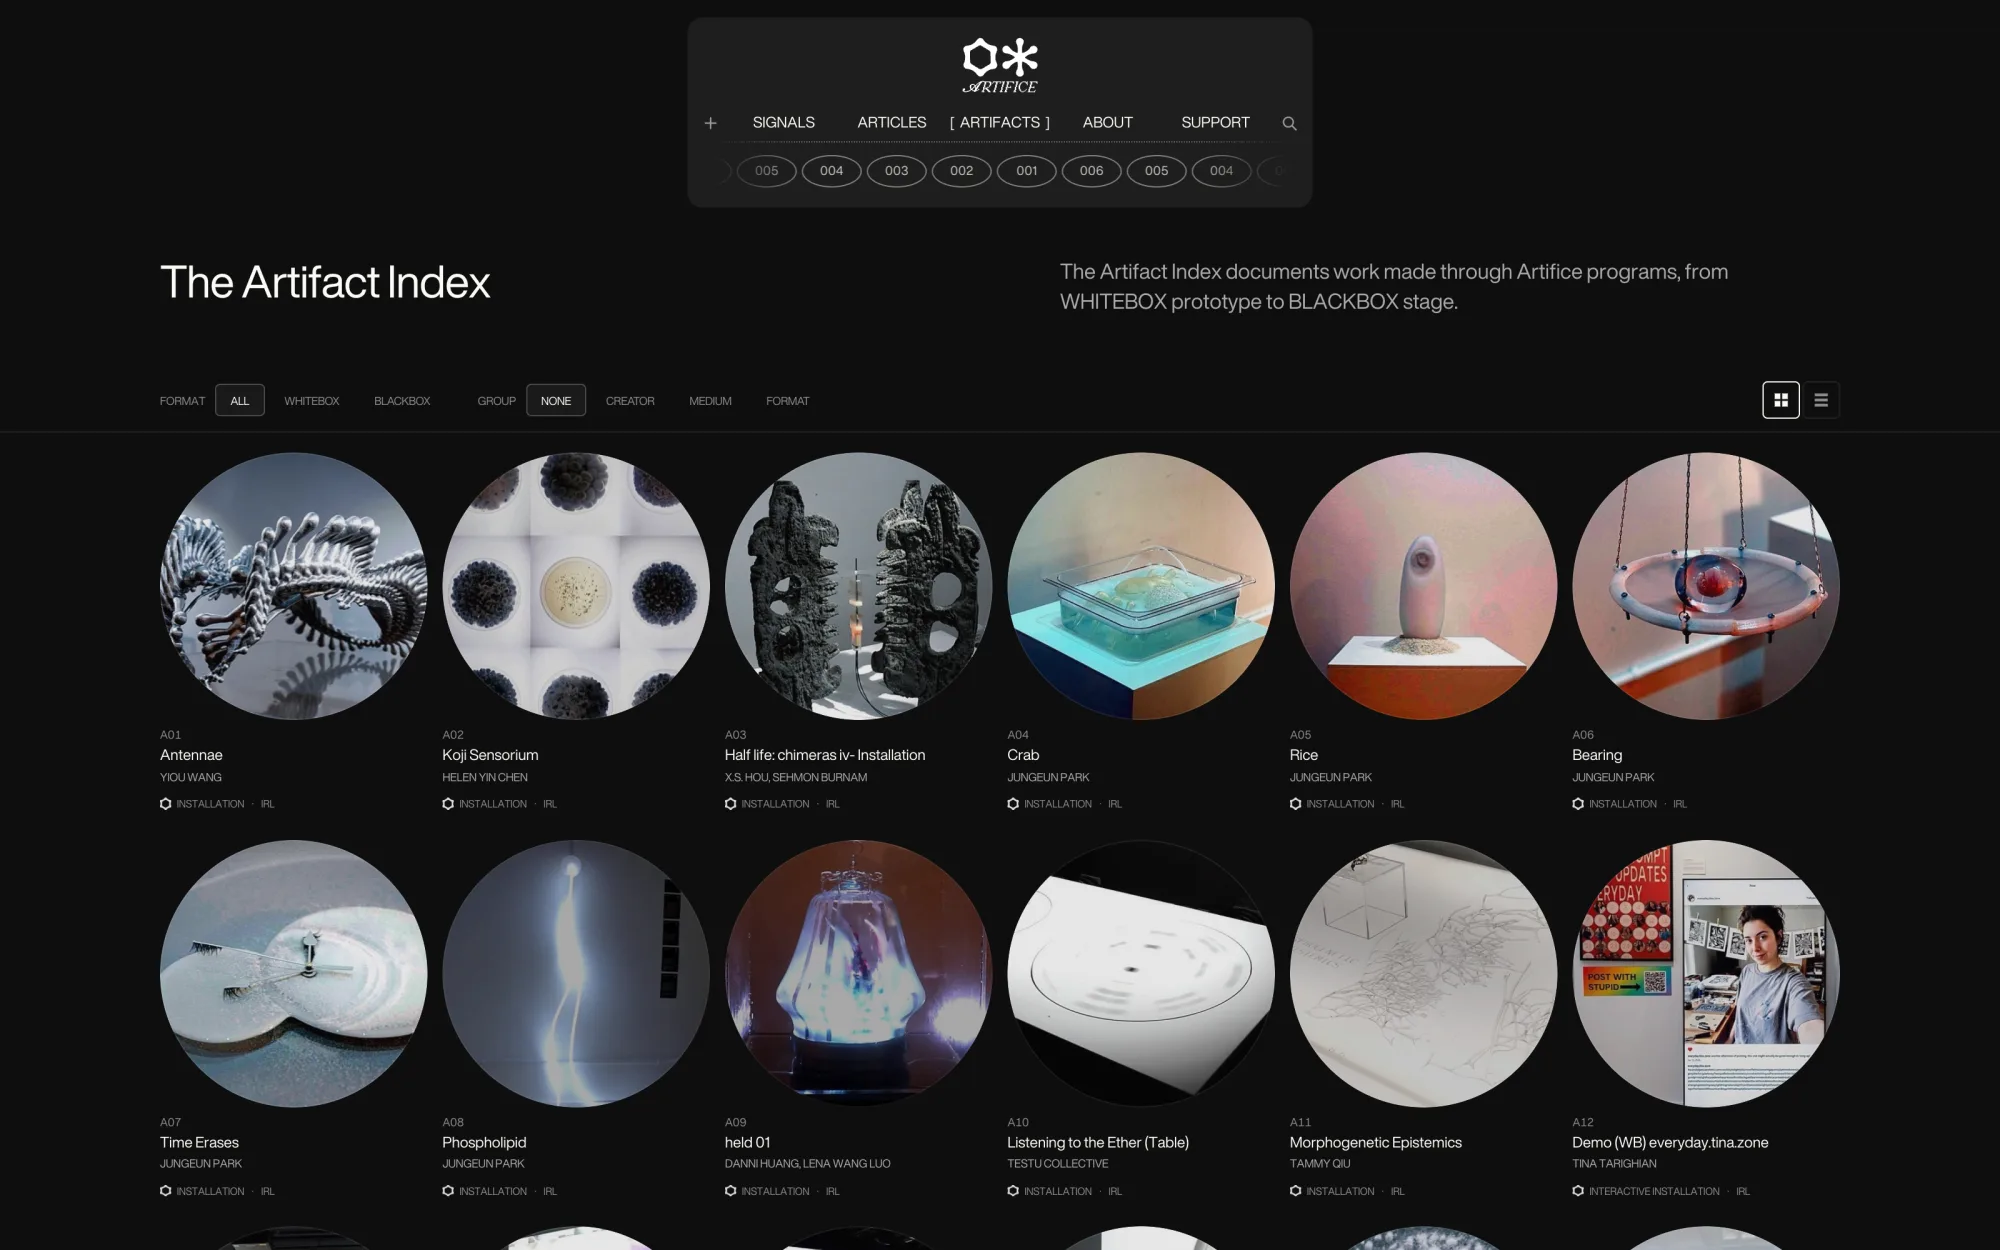 ARTIFICE
SIGNALS ARTICLES [ ARTIFACTS ] ABOUT SUPPORT
005 004 003 002 001 006 005 004
The Artifact Index
The Artifact Index documents work made through Artifice programs, from
WHITEBOX prototype to BLACKBOX stage.
FORMAT ALL WHITEBOX BLACKBOX GROUP NONE CREATOR MEDIUM FORMAT
A01
Antennae
YIOU WANG
INSTALLATION · IRL
A02
Koji Sensorium
HELEN YIN CHEN
INSTALLATION · IRL
A03
Half life: chimeras iv- Installation
X.S. HOU, SEHMON BURNAM
INSTALLATION · IRL
A04
Crab
JUNGEUN PARK
INSTALLATION · IRL
A05
Rice
JUNGEUN PARK
INSTALLATION · IRL
A06
Bearing
JUNGEUN PARK
INSTALLATION · IRL
UPDATES
POST WITH
STUPID
A07
Time Erases
JUNGEUN PARK
INSTALLATION · IRL
A08
Phospholipid
JUNGEUN PARK
INSTALLATION · IRL
A09
held 01
DANNI HUANG, LENA WANG LUO
INSTALLATION · IRL
A10
Listening to the Ether (Table)
TESTU COLLECTIVE
INSTALLATION · IRL
A11
Morphogenetic Epistemics
TAMMY QIU
INSTALLATION · IRL
A12
Demo (WB) everyday.tina.zone
TINA TARIGHIAN
INTERACTIVE INSTALLATION · IRL